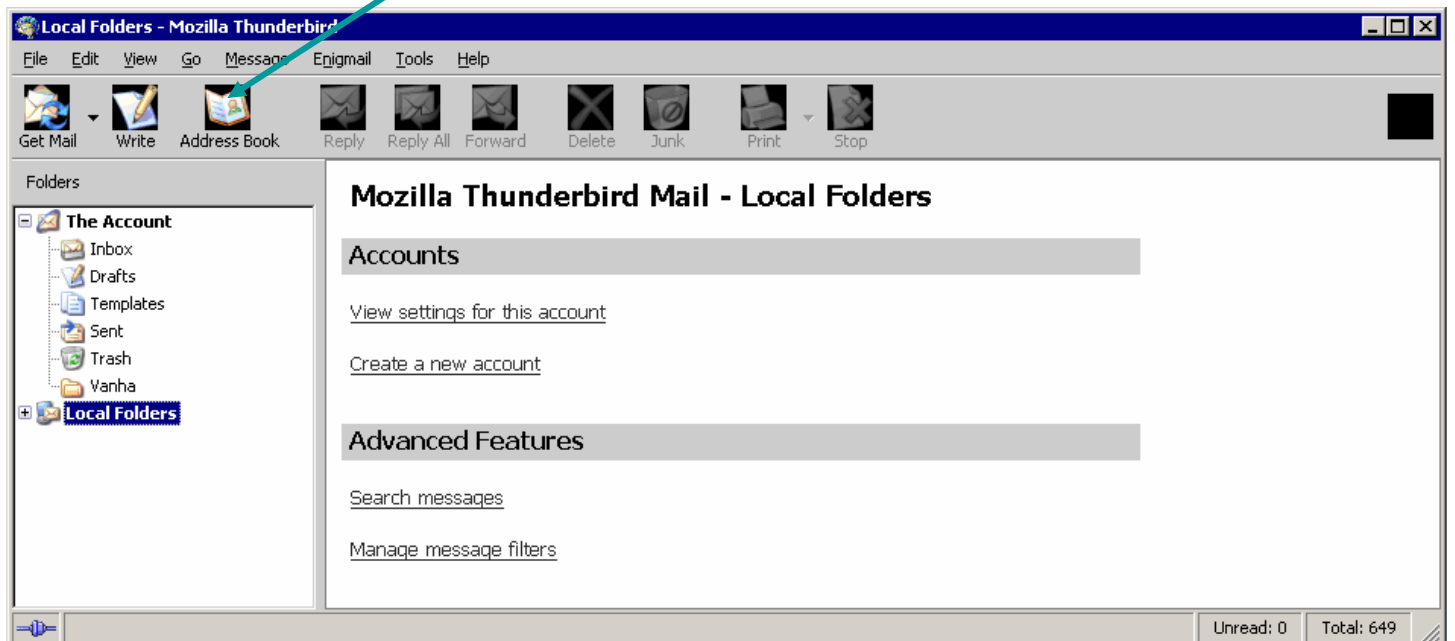 Local Folders - Mozilla Thunderbird
File Edit View Go Message Enigmail Tools Help
Get Mail Write Address Book Reply Reply All Forward Delete Junk Print Stop
Folders
The Account
Inbox
Drafts
Templates
Sent
Trash
Vanha
Local Folders
Mozilla Thunderbird Mail - Local Folders
Accounts
View settings for this account
Create a new account
Advanced Features
Search messages
Manage message filters
Unread: 0 Total: 649